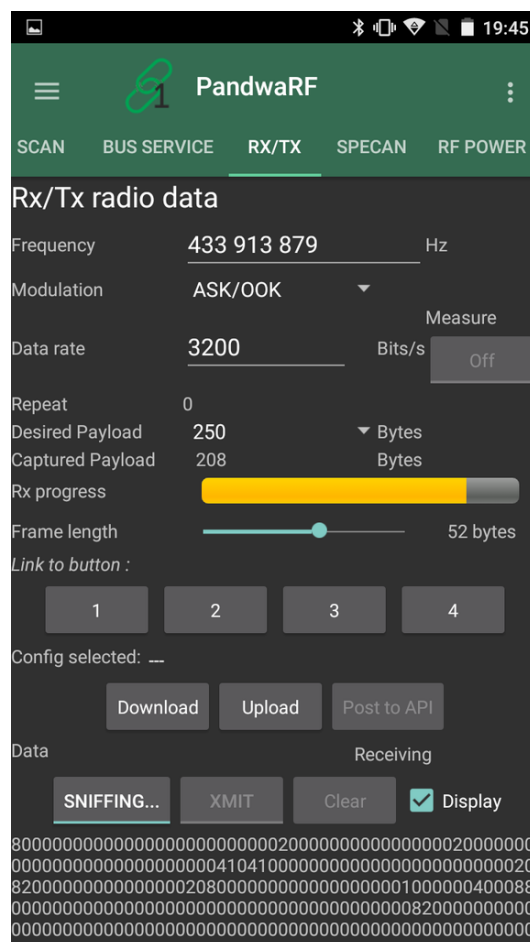 19:45
1 PandwaRF
SCAN BUS SERVICE RX/TX SPECAN RF POWER
Rx/Tx radio data
Frequency 433 913 879 Hz
Modulation ASK/OOK
Measure
Data rate 3200 Bits/s Off
Repeat 0
Desired Payload 250 Bytes
Captured Payload 208 Bytes
Rx progress
Frame length 52 bytes
Link to button :
1 2 3 4
Config selected: ---
Download Upload Post to API
Data Receiving
SNIFFING... XMIT Clear Display